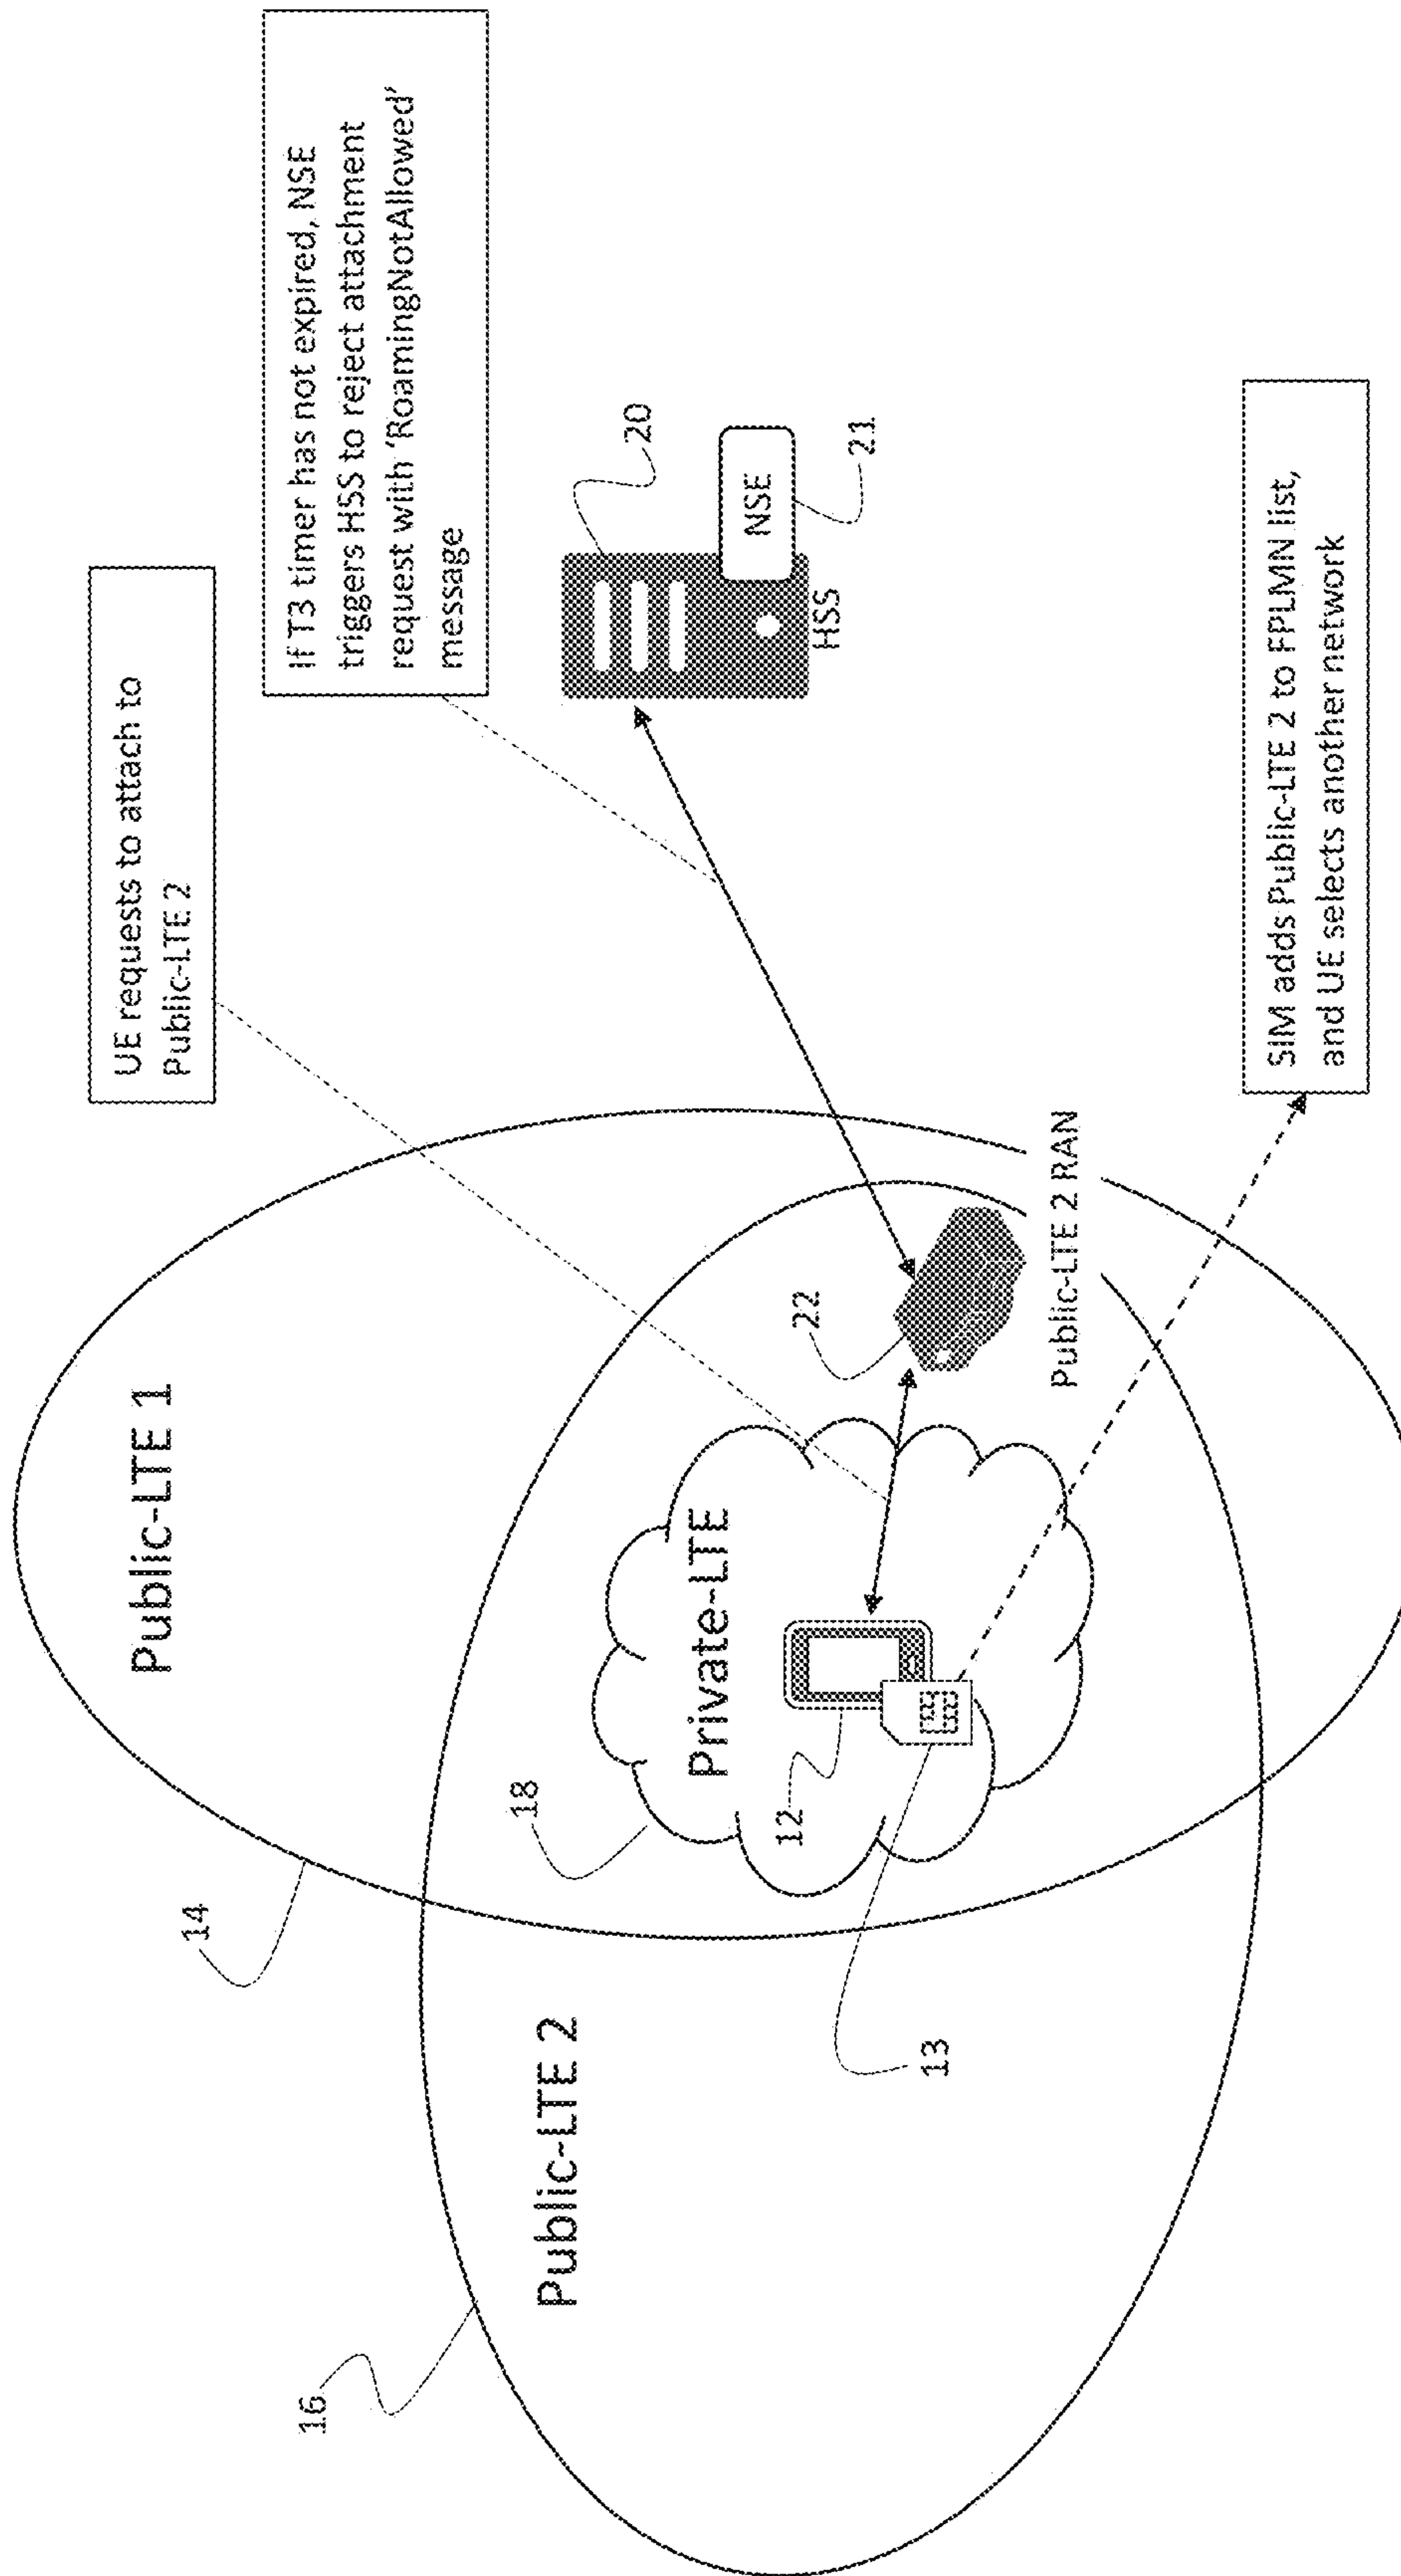 UE requests to attach to
Public-LTE 2
If T3 timer has not expired, NSE
triggers HSS to reject attachment
request with 'RoamingNotAllowed'
message
Public-LTE 1
14
16
Public-LTE 2
18
Private-LTE
12
13
22
Public-LTE 2 RAN
20
NSE
21
HSS
SIM adds Public-LTE 2 to FPLMN list,
and UE selects another network